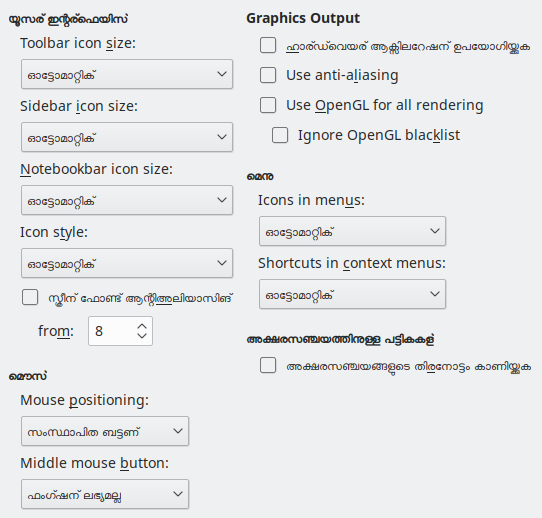 യൂസര്‍ ഇന്റര്‍ഫെയിസ്
Toolbar icon size:
ഓട്ടോമാറ്റിക്
Sidebar icon size:
ഓട്ടോമാറ്റിക്
Notebookbar icon size:
ഓട്ടോമാറ്റിക്
Icon style:
ഓട്ടോമാറ്റിക്
സ്ക്രീന്‍ ഫോണ്ട് ആന്റിഅലിയാസിങ്
from: 8
മൌസ്
Mouse positioning:
സംസ്ഥാപിത ബട്ടണ്‍
Middle mouse button:
ഫംഗ്ഷന്‍ ലഭ്യമല്ല
Graphics Output
ഹാര്‍ഡ്‌വെയര്‍ ആക്സിലറേഷന്‍ ഉപയോഗിയ്ക്കുക
Use anti-aliasing
Use OpenGL for all rendering
Ignore OpenGL blacklist
മെനു
Icons in menus:
ഓട്ടോമാറ്റിക്
Shortcuts in context menus:
ഓട്ടോമാറ്റിക്
അക്ഷരസഞ്ചയത്തിനുള്ള പട്ടികകള്‍
അക്ഷരസഞ്ചയങ്ങളുടെ തിരനോട്ടം കാണിയ്ക്കുക